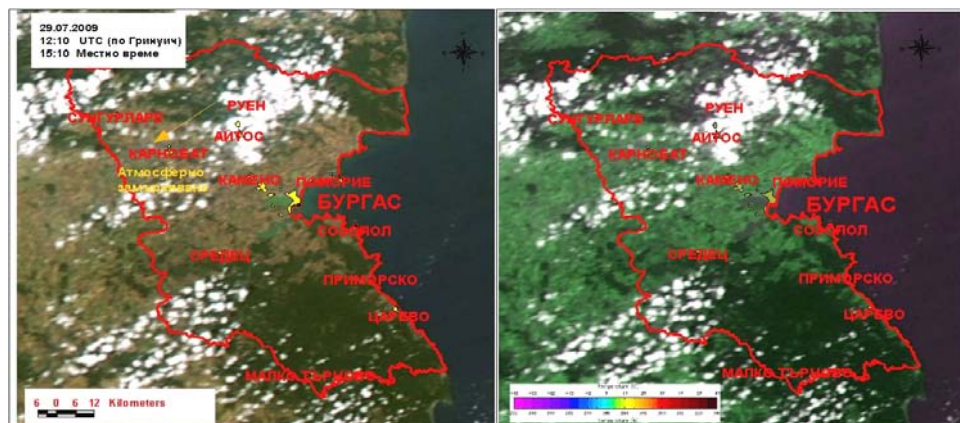 29.07.2009
12:10 UTC (по Гринуич)
15:10 Местно време
РУЕН
СУНГУРЛАРЕ
АЙТОС
КАРНОБАТ
Атмосферно
КАМЕНО
ПОМОРИЕ
БУРГАС
СОЗОПОЛ
СРЕДЕЦ
ПРИМОРСКО
ЦАРЕВО
МАЛКО ТЪРНОВО
6 0 6 12 Kilometers
РУЕН
СУНГУРЛАРЕ
АЙТОС
КАРНОБАТ
КАМЕНО
ПОМОРИЕ
БУРГАС
СОЗОПОЛ
СРЕДЕЦ
ПРИМОРСКО
ЦАРЕВО
МАЛКО ТЪРНОВО